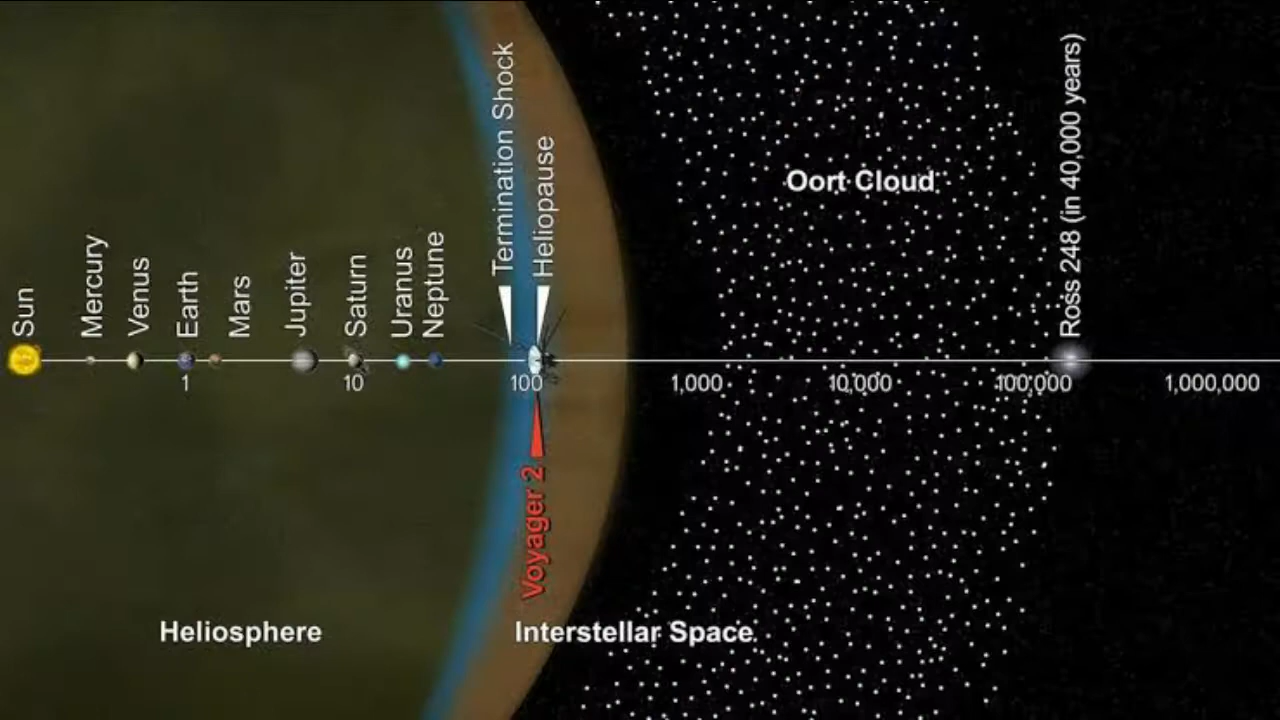 Sun
Mercury
Venus
Earth
Mars
Jupiter
Saturn
Uranus
Neptune
Termination Shock
Heliopause
Oort Cloud
Ross 248 (in 40,000 years)
1
10
100
1,000
10,000
100,000
1,000,000
Voyager 2
Heliosphere
Interstellar Space